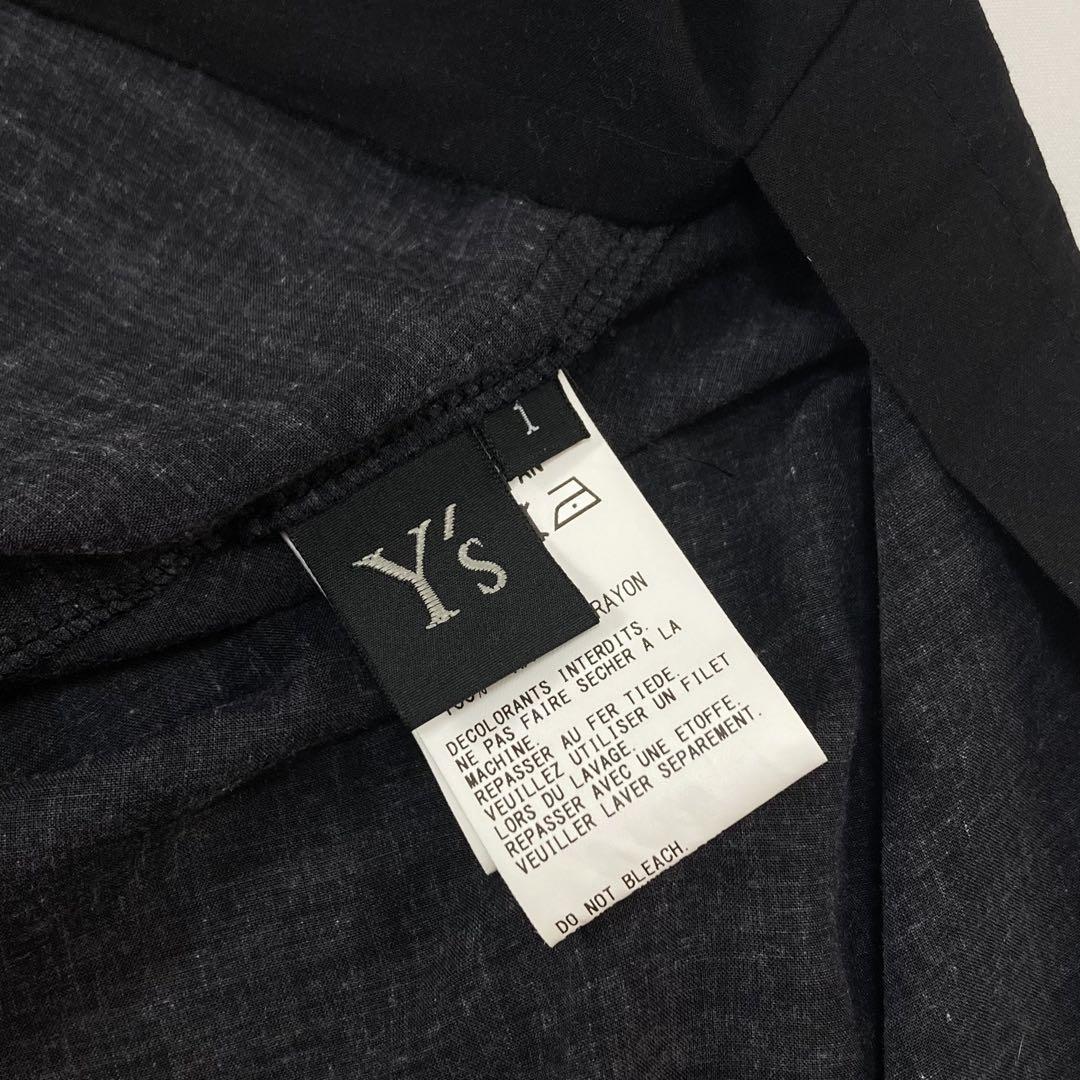 1
Y's
RAYON
100%
DECOLORANTS INTERDITS.
NE PAS FAIRE SECHER A LA
MACHINE.
REPASSER AU FER TIEDE.
VEUILLEZ UTILISER UN FILET
LORS DU LAVAGE.
REPASSER AVEC UNE ETOFFE.
VEUILLER LAVER SEPAREMENT.
DO NOT BLEACH.